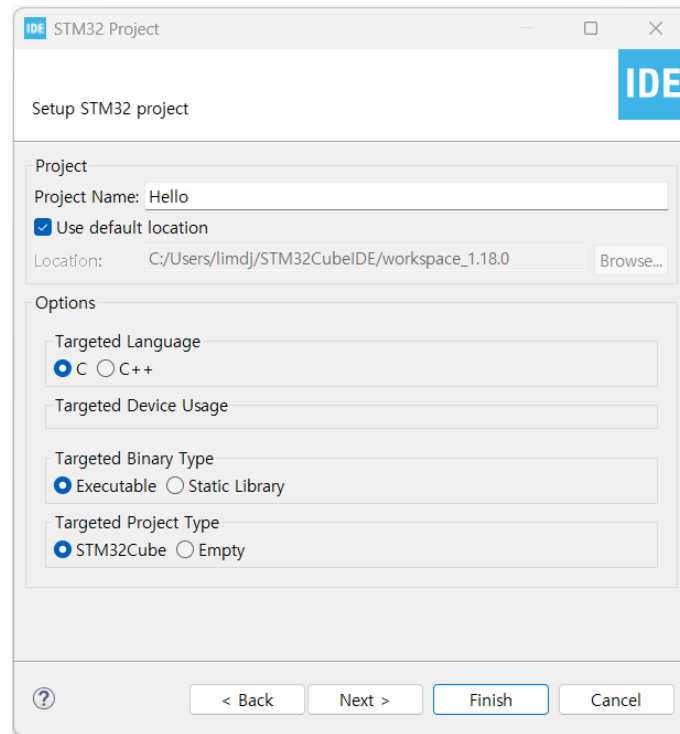 IDE STM32 Project
IDE
Setup STM32 project
Project
Project Name: Hello
Use default location
Location: C:/Users/limdj/STM32CubeIDE/workspace_1.18.0 Browse...
Options
Targeted Language
C C++
Targeted Device Usage
Targeted Binary Type
Executable Static Library
Targeted Project Type
STM32Cube Empty
? < Back Next > Finish Cancel